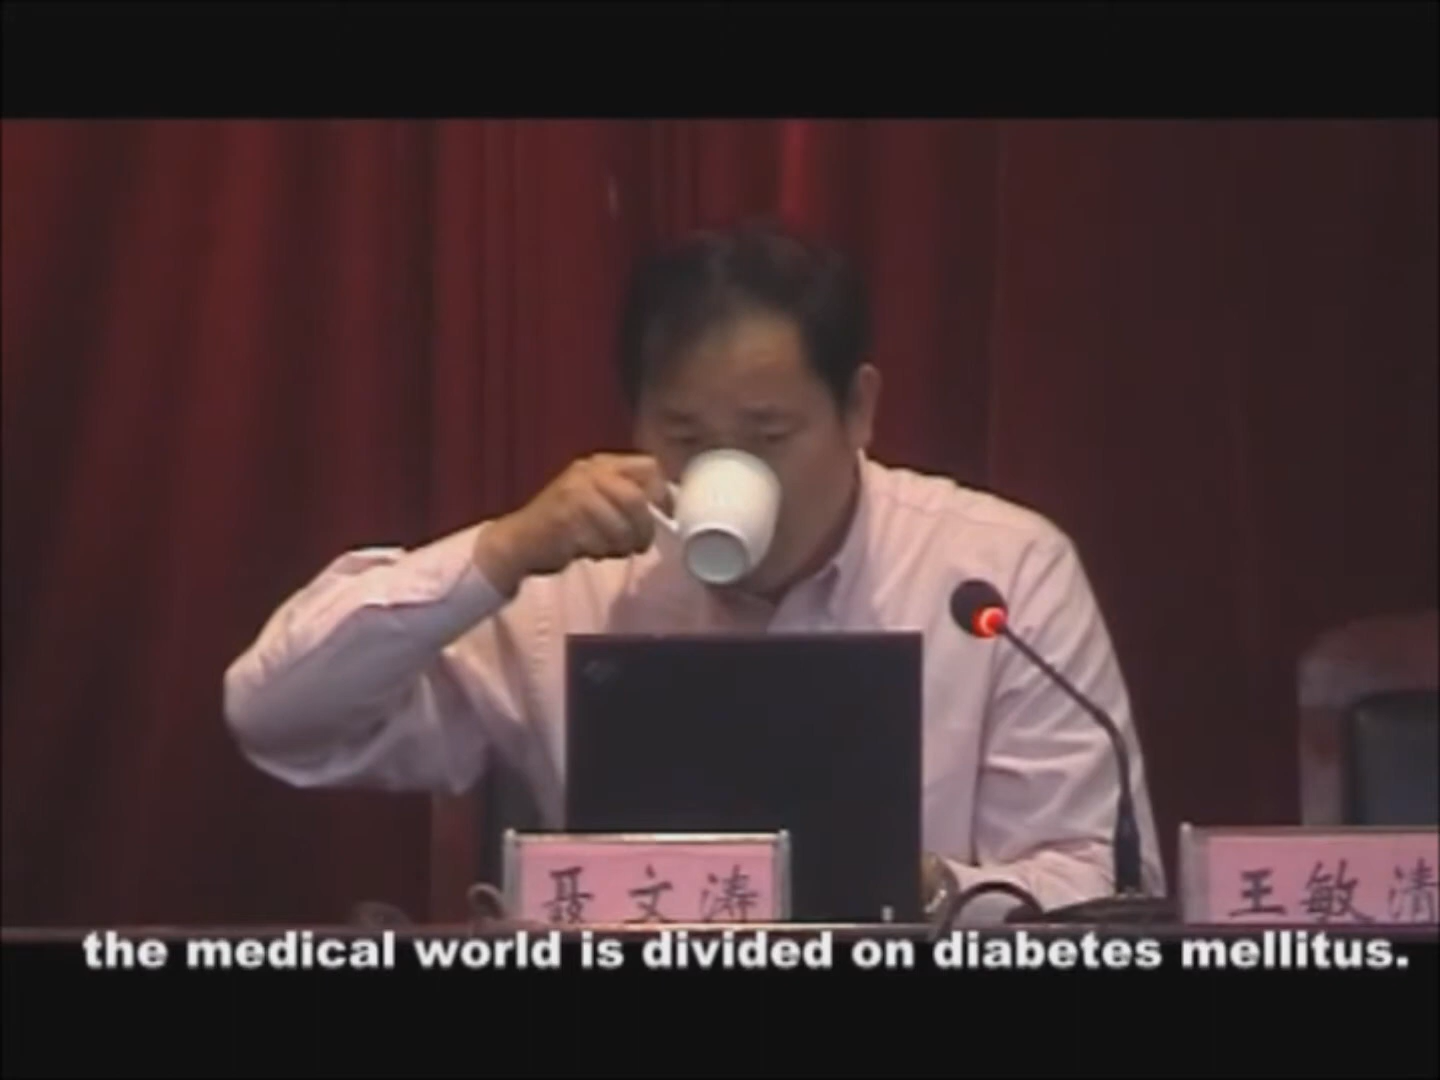 聂文涛
王敏清
the medical world is divided on diabetes mellitus.